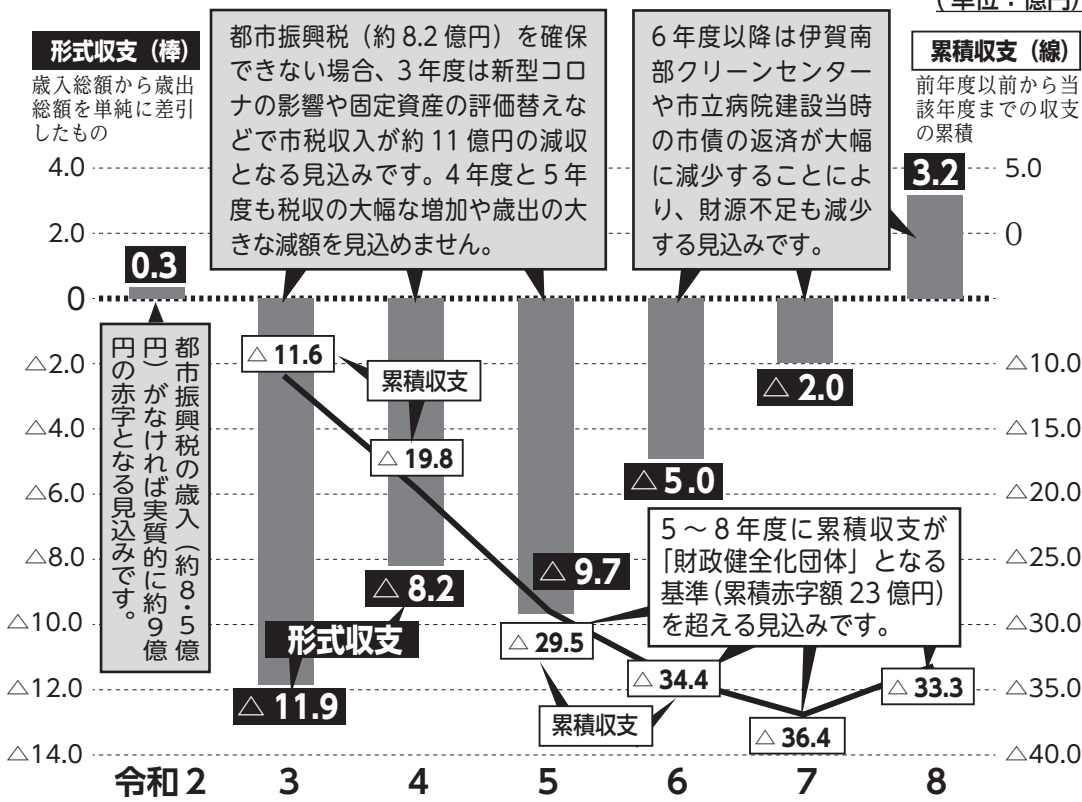 (単位：億円)
形式収支（棒）
歳入総額から歳出
総額を単純に差引
したもの
都市振興税（約 8.2 億円）を確保
できない場合、3 年度は新型コロ
ナの影響や固定資産の評価替えな
どで市税収入が約 11 億円の減収
となる見込みです。4 年度と 5 年
度も税収の大幅な増加や歳出の大
きな減額を見込めません。
6 年度以降は伊賀南
部クリーンセンター
や市立病院建設当時
の市債の返済が大幅
に減少することによ
り、財源不足も減少
する見込みです。
累積収支（線）
前年度以前から当
該年度までの収支
の累積
4.0
2.0
0
△2.0
△4.0
△6.0
△8.0
△10.0
△12.0
△14.0
0.3
都市振興税の歳入（約８・５億
円）がなければ実質的に約９億
円の赤字となる見込みです。
△ 11.6
累積収支
△ 19.8
△ 8.2
形式収支
△ 11.9
△ 9.7
△ 29.5
累積収支
△ 5.0
△ 34.4
△ 2.0
△ 36.4
3.2
△ 33.3
5～8 年度に累積収支が
「財政健全化団体」となる
基準（累積赤字額 23 億円）
を超える見込みです。
5.0
0
△10.0
△15.0
△20.0
△25.0
△30.0
△35.0
△40.0
令和 2
3
4
5
6
7
8